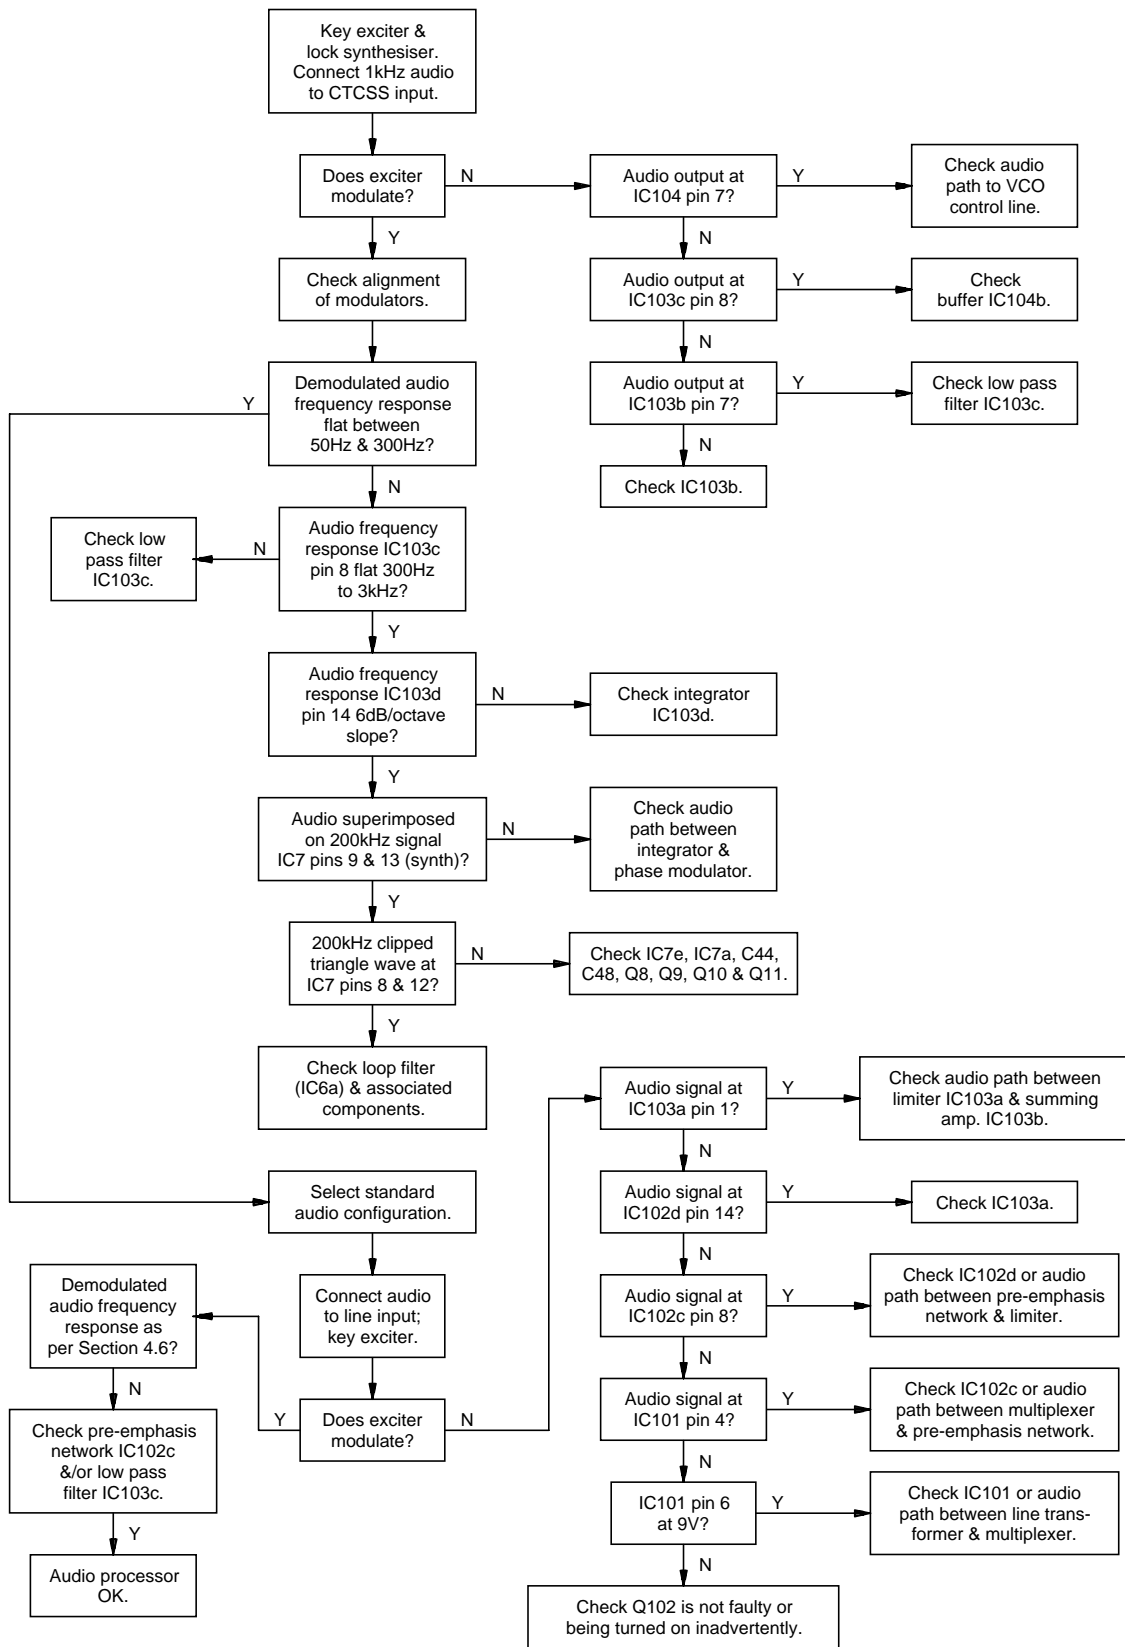 Key exciter &
lock synthesiser.
Connect 1kHz audio
to CTCSS input.
Does exciter
modulate?
N
Audio output at
IC104 pin 7?
Y
Check audio
path to VCO
control line.
Y
N
Check alignment
of modulators.
Audio output at
IC103c pin 8?
Y
Check
buffer IC104b.
N
Demodulated audio
frequency response
flat between
50Hz & 300Hz?
Y
Audio output at
IC103b pin 7?
Y
Check low pass
filter IC103c.
N
N
Check IC103b.
Audio frequency
response IC103c
pin 8 flat 300Hz
to 3kHz?
N
Check low
pass filter
IC103c.
Y
Audio frequency
response IC103d
pin 14 6dB/octave
slope?
N
Check integrator
IC103d.
Y
Audio superimposed
on 200kHz signal
IC7 pins 9 & 13 (synth)?
N
Check audio
path between
integrator &
phase modulator.
Y
200kHz clipped
triangle wave at
IC7 pins 8 & 12?
N
Check IC7e, IC7a, C44,
C48, Q8, Q9, Q10 & Q11.
Y
Check loop filter
(IC6a) & associated
components.
Audio signal at
IC103a pin 1?
Y
Check audio path between
limiter IC103a & summing
amp. IC103b.
N
Select standard
audio configuration.
Audio signal at
IC102d pin 14?
Y
Check IC103a.
N
Connect audio
to line input;
key exciter.
Audio signal at
IC102c pin 8?
Y
Check IC102d or audio
path between pre-emphasis
network & limiter.
Demodulated
audio frequency
response as
per Section 4.6?
N
N
Does exciter
modulate?
Y
N
Audio signal at
IC101 pin 4?
Y
Check IC102c or audio
path between multiplexer
& pre-emphasis network.
Check pre-emphasis
network IC102c
&/or low pass
filter IC103c.
N
IC101 pin 6
at 9V?
Y
Check IC101 or audio
path between line trans-
former & multiplexer.
Y
Audio processor
OK.
N
Check Q102 is not faulty or
being turned on inadvertently.